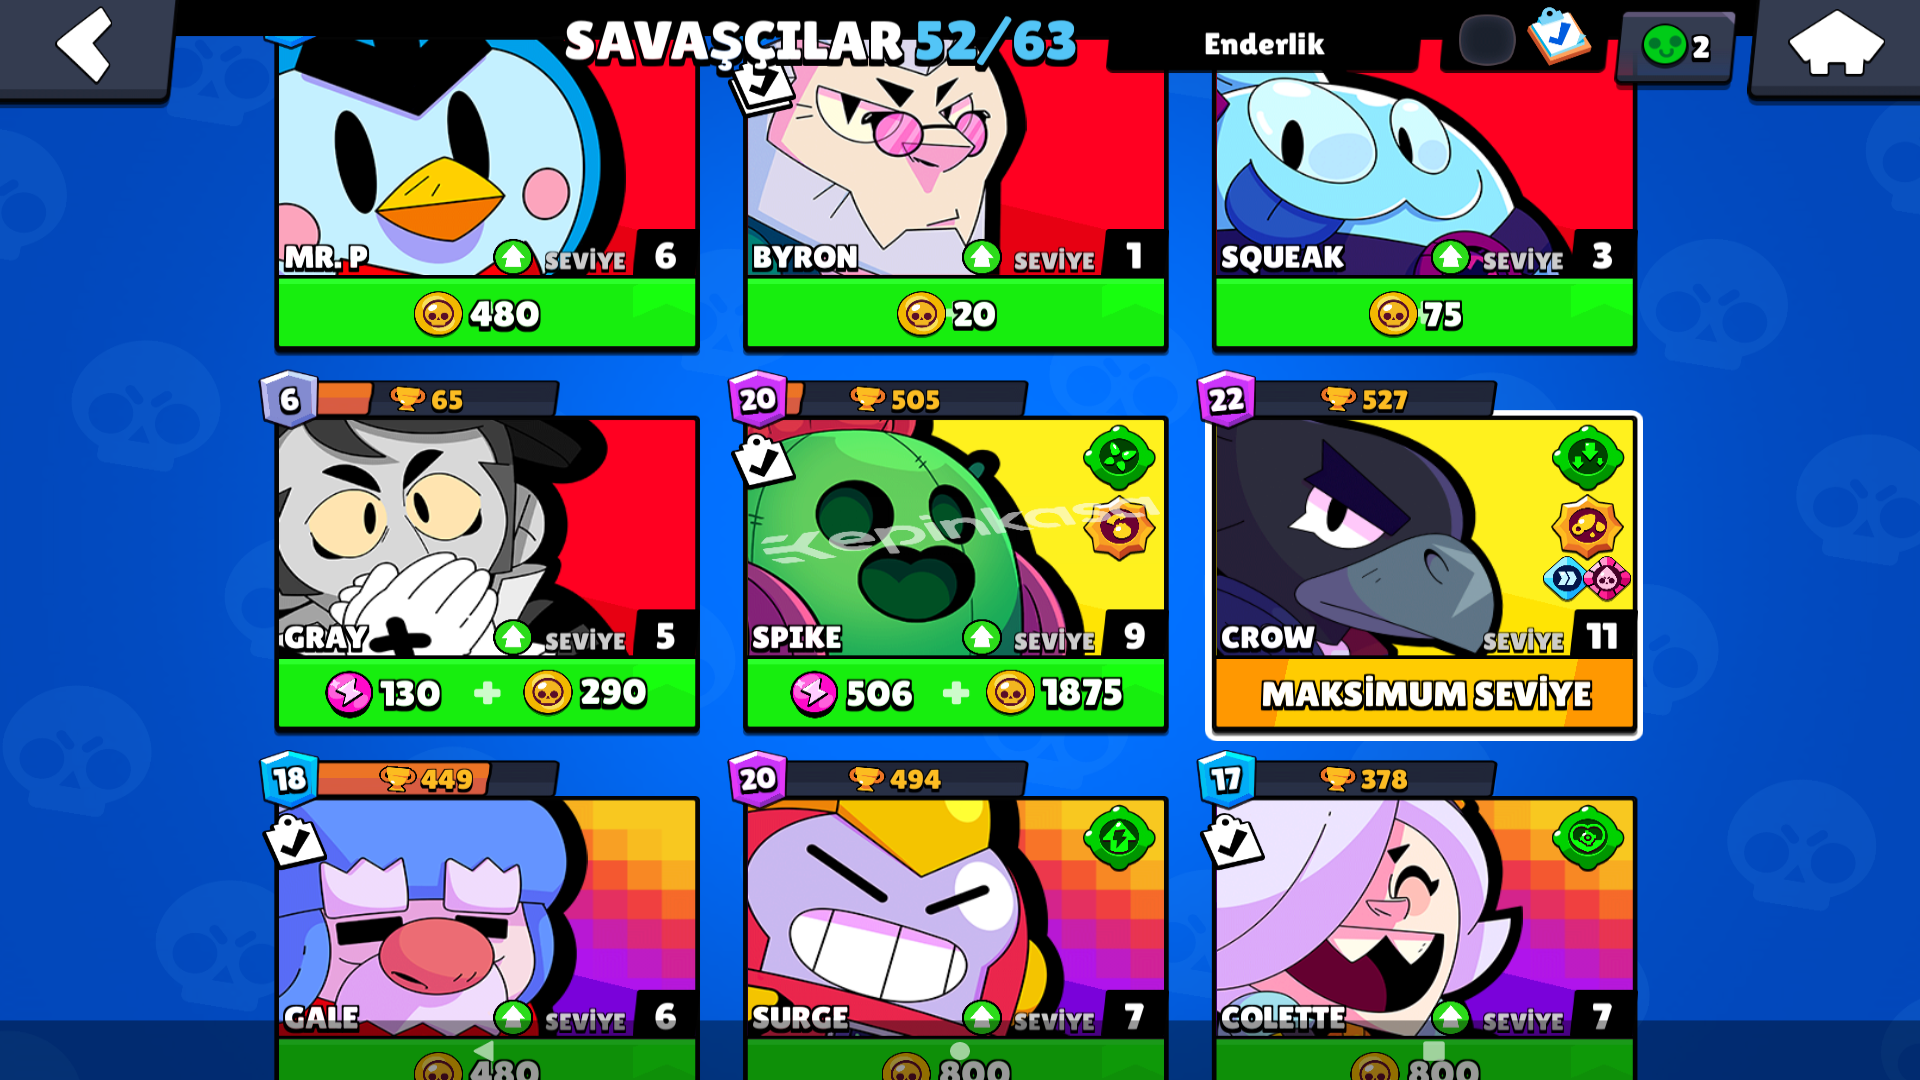 SAVAŞÇILAR 52/63
Enderlik
2
MR. P SEVİYE 6
BYRON SEVİYE 1
SQUEAK SEVİYE 3
480
20
75
6 65
20 505
22 527
GRAY SEVİYE 5
SPIKE SEVİYE 9
CROW SEVİYE 11
130 + 290
506 + 1875
MAKSİMUM SEVİYE
18 449
20 494
17 378
GALE SEVİYE 6
SURGE SEVİYE 7
COLETTE SEVİYE 7
480
800
800